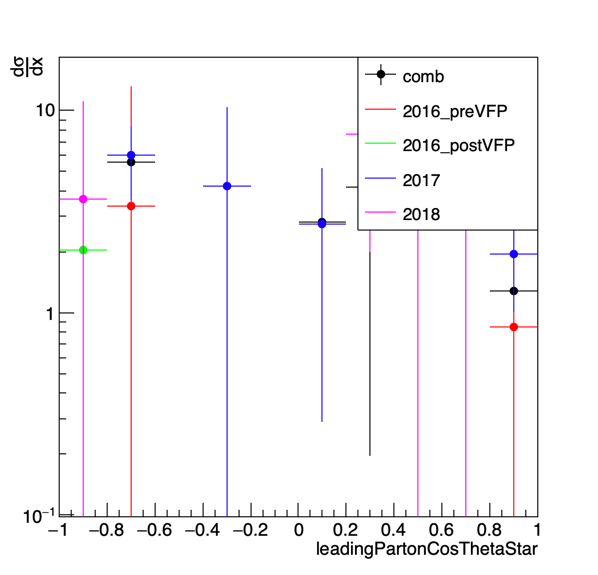 dσ
dx
comb
2016_preVFP
2016_postVFP
2017
2018
10
1
10⁻¹
−1 −0.8 −0.6 −0.4 −0.2 0 0.2 0.4 0.6 0.8 1
leadingPartonCosThetaStar